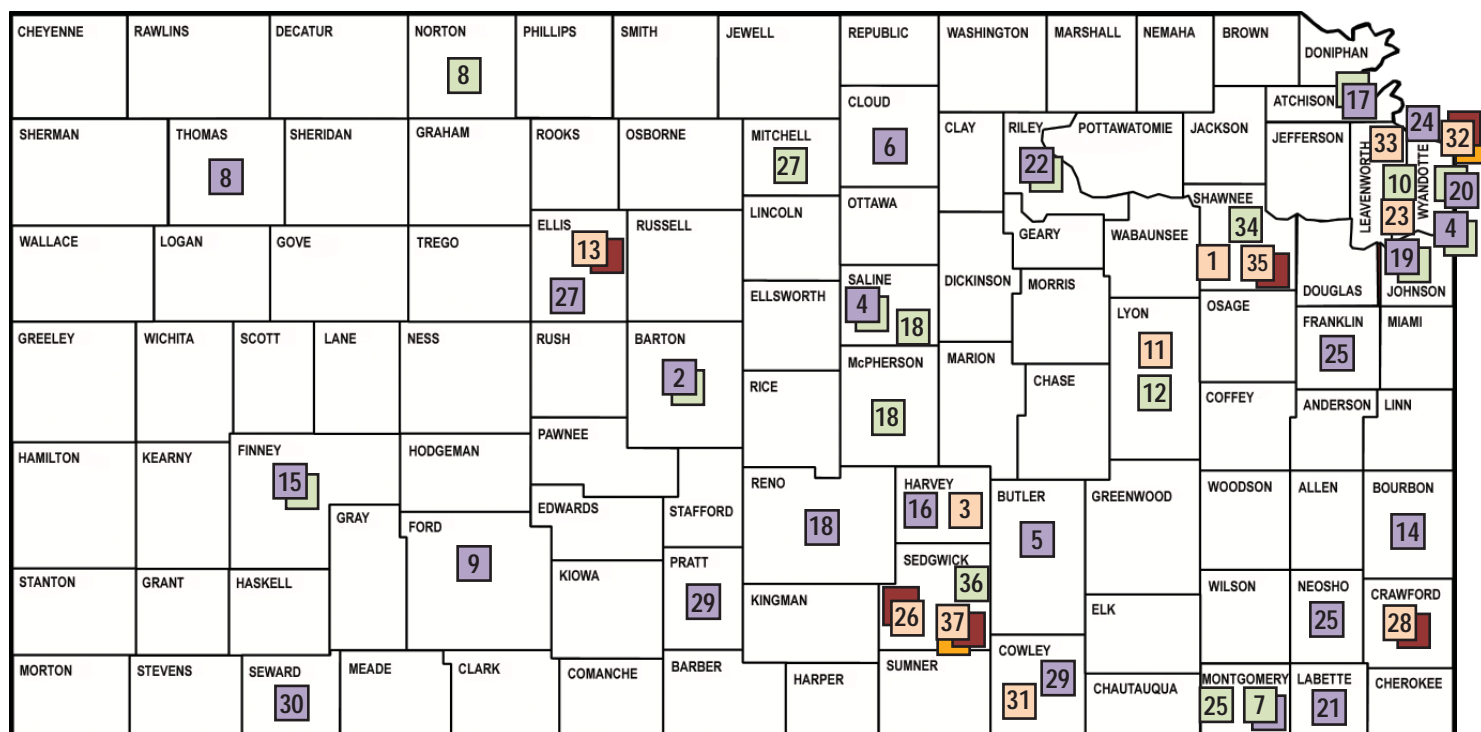 CHEYENNE
RAWLINS
DECATUR
NORTON
PHILLIPS
SMITH
JEWELL
REPUBLIC
WASHINGTON
MARSHALL
NEMAHA
BROWN
DONIPHAN
8
CLOUD
ATCHISON
17
SHERMAN
THOMAS
SHERIDAN
GRAHAM
ROOKS
OSBORNE
MITCHELL
CLAY
RILEY
POTTAWATOMIE
JACKSON
JEFFERSON
LEAVENWORTH
33
24
32
WYANDOTTE
8
27
6
22
10
20
SHAWNEE
34
23
4
LINCOLN
OTTAWA
WALLACE
LOGAN
GOVE
TREGO
ELLIS
13
27
RUSSELL
GEARY
WABAUNSEE
1
35
19
DOUGLAS
JOHNSON
ELLSWORTH
SALINE
4
18
DICKINSON
MORRIS
LYON
11
12
OSAGE
FRANKLIN
25
MIAMI
GREELEY
WICHITA
SCOTT
LANE
NESS
RUSH
BARTON
2
RICE
McPHERSON
18
MARION
CHASE
COFFEY
ANDERSON
LINN
HAMILTON
KEARNY
FINNEY
15
HODGEMAN
PAWNEE
GRAY
FORD
9
EDWARDS
STAFFORD
RENO
18
HARVEY
16
3
BUTLER
5
GREENWOOD
WOODSON
ALLEN
BOURBON
14
STANTON
GRANT
HASKELL
KIOWA
PRATT
29
KINGMAN
SEDGWICK
36
26
37
ELK
WILSON
NEOSHO
25
CRAWFORD
28
MORTON
STEVENS
SEWARD
30
MEADE
CLARK
COMANCHE
BARBER
HARPER
SUMNER
COWLEY
29
31
CHAUTAUQUA
MONTGOMERY
25
7
LABETTE
21
CHEROKEE